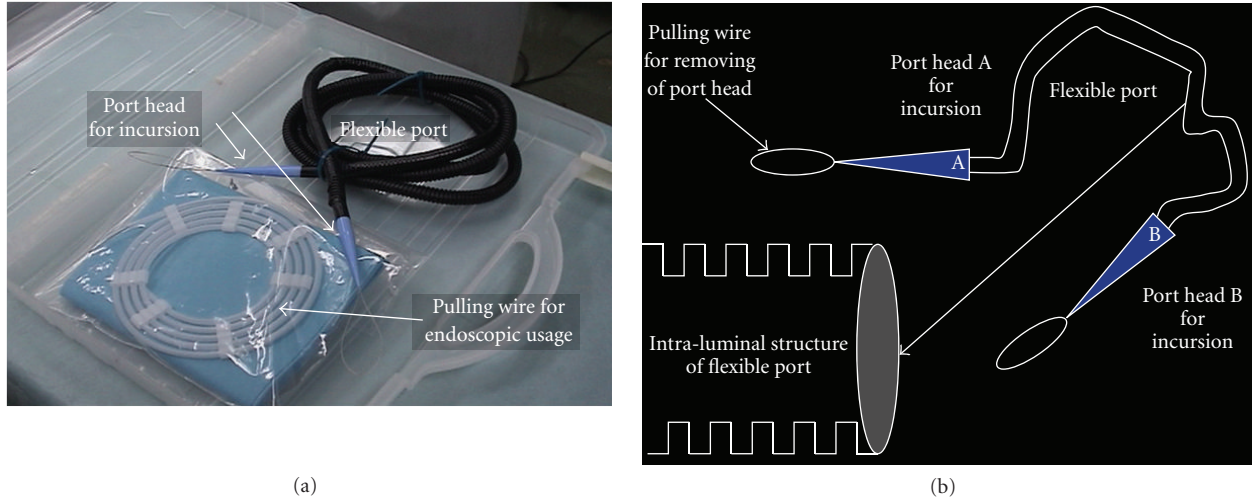 Port head
for incursion
Flexible port
Pulling wire for
endoscopic usage
(a)
Pulling wire
for removing
of port head
Port head A
for
incursion
Flexible port
A
B
Port head B
for
incursion
Intra-luminal structure
of flexible port
(b)